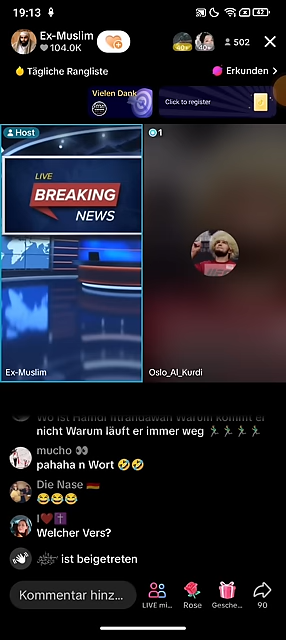 19:13
42
Ex-Muslim
104.0K
502
Tägliche Rangliste
Erkunden >
Vielen Dank
Click to register
Host
1
LIVE
BREAKING
NEWS
Ex-Muslim
Oslo_Al_Kurdi
nicht Warum läuft er immer weg 🏃🏃🏃🏃
mucho 👀
pahaha n Wort 🤣🤣
Die Nase 🇩🇪
😂😂😂
I❤️✝️
Welcher Vers?
ist beigetreten
Kommentar hinz...
LIVE mi...
Rose
Gesche...
90